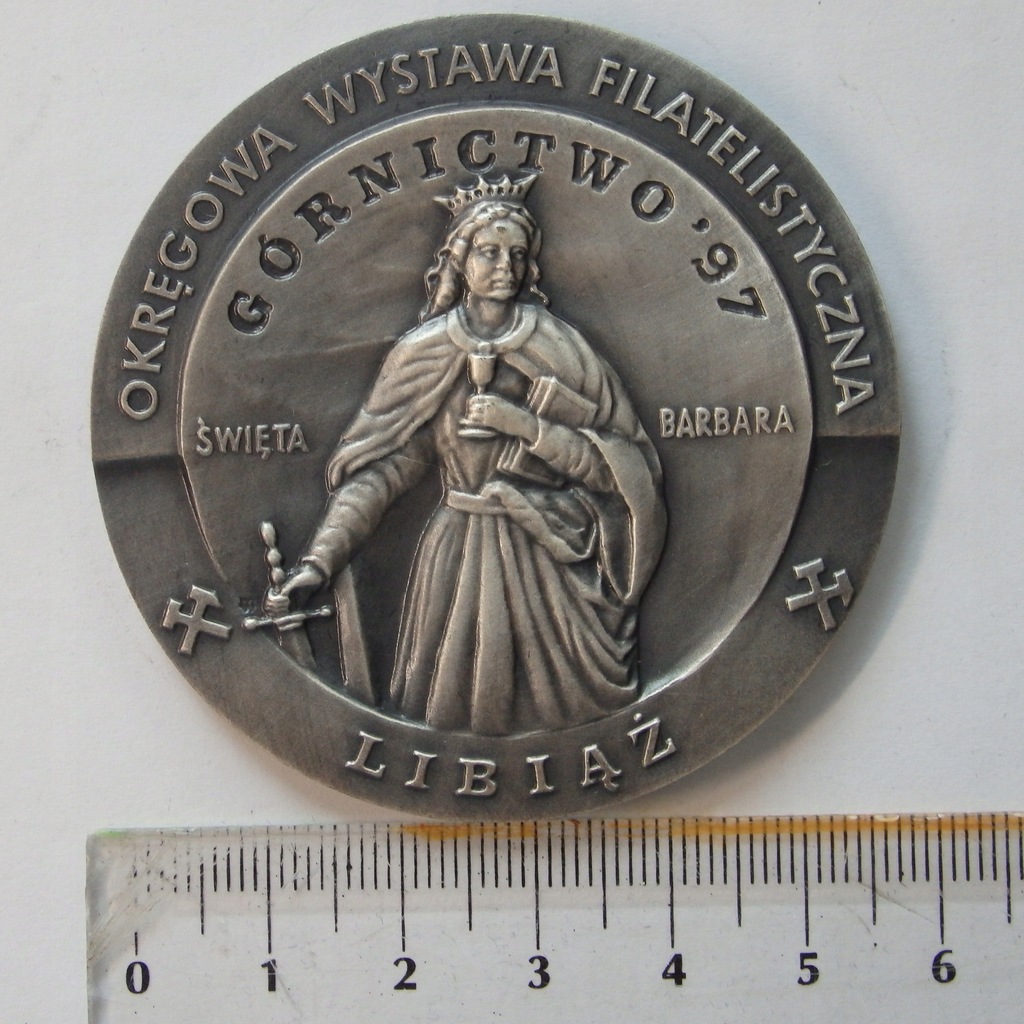 OKRĘGOWA WYSTAWA FILATELISTYCZNA
GÓRNICTWO '97
ŚWIĘTA BARBARA
LIBIĄŻ
0 1 2 3 4 5 6